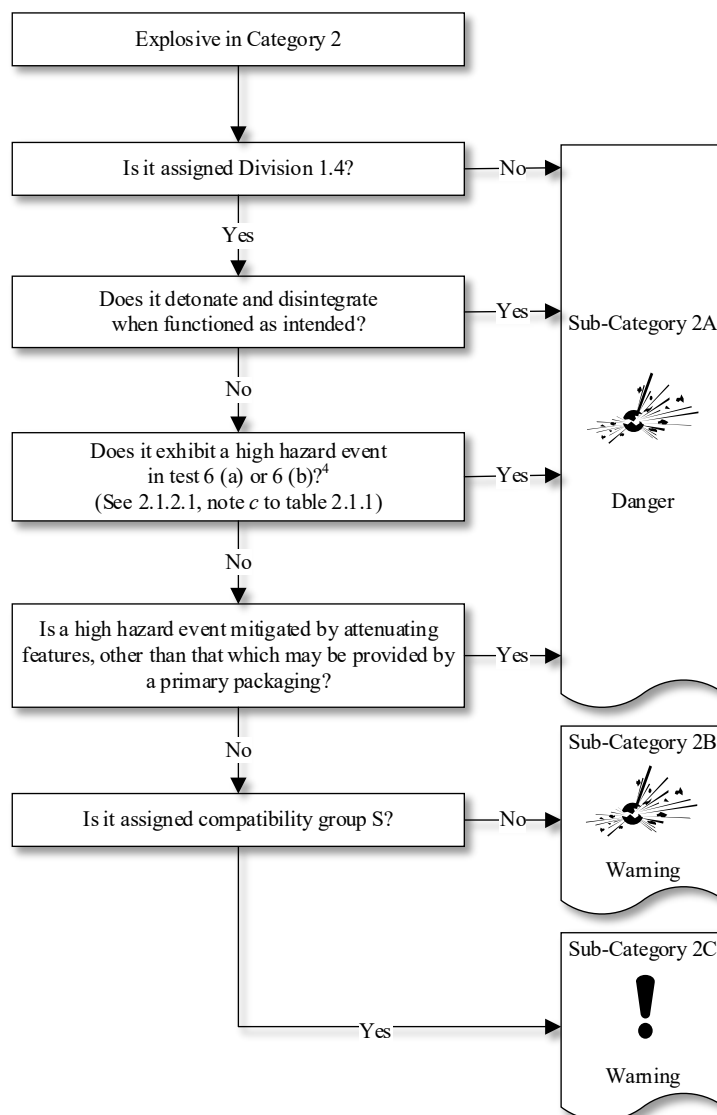 Explosive in Category 2
Is it assigned Division 1.4?
No
Yes
Does it detonate and disintegrate
when functioned as intended?
Yes
Sub-Category 2A
Danger
No
Does it exhibit a high hazard event
in test 6 (a) or 6 (b)?4
(See 2.1.2.1, note c to table 2.1.1)
Yes
No
Is a high hazard event mitigated by attenuating
features, other than that which may be provided by
a primary packaging?
Yes
No
Is it assigned compatibility group S?
No
Sub-Category 2B
Warning
Yes
Sub-Category 2C
!
Warning